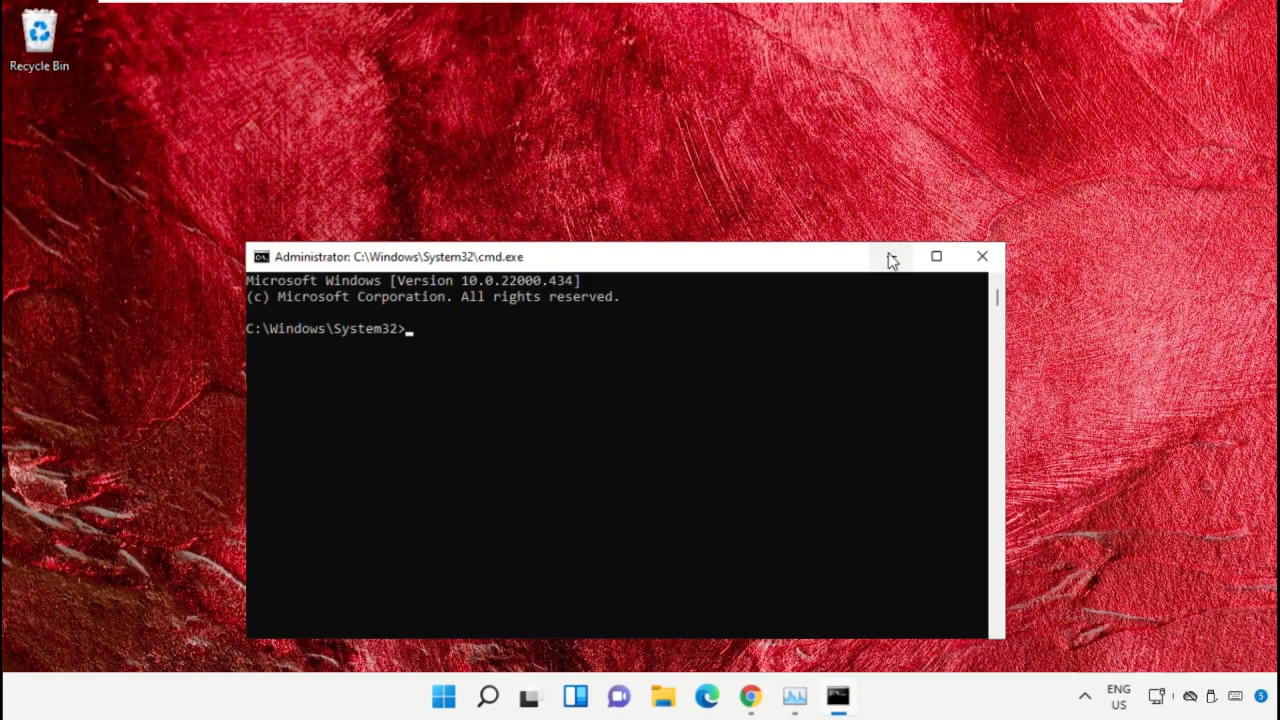 Recycle Bin
Administrator: C:\Windows\System32\cmd.exe
Microsoft Windows [Version 10.0.22000.434]
(c) Microsoft Corporation. All rights reserved.
C:\Windows\System32>
ENG
US
5